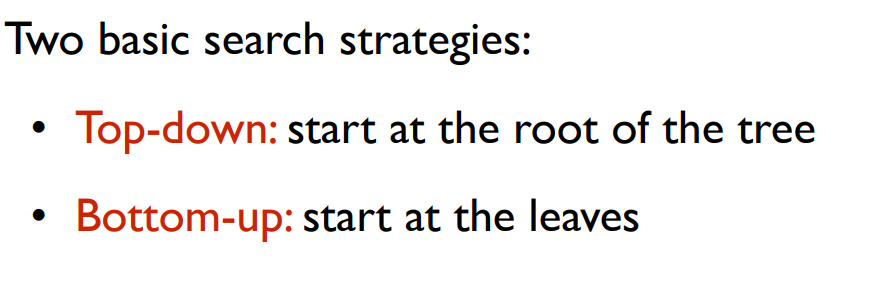 Two basic search strategies:
• Top-down: start at the root of the tree
• Bottom-up: start at the leaves